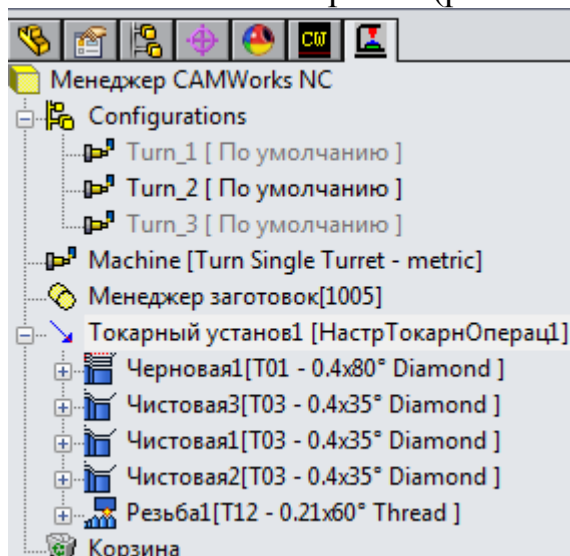 CW
Менеджер CAMWorks NC
Configurations
Turn_1 [ По умолчанию ]
Turn_2 [ По умолчанию ]
Turn_3 [ По умолчанию ]
Machine [Turn Single Turret - metric]
Менеджер заготовок[1005]
Токарный установ1 [НастрТокарнОперац1]
Черновая1[T01 - 0.4x80° Diamond ]
Чистовая3[T03 - 0.4x35° Diamond ]
Чистовая1[T03 - 0.4x35° Diamond ]
Чистовая2[T03 - 0.4x35° Diamond ]
Резьба1[T12 - 0.21x60° Thread ]
Корзина